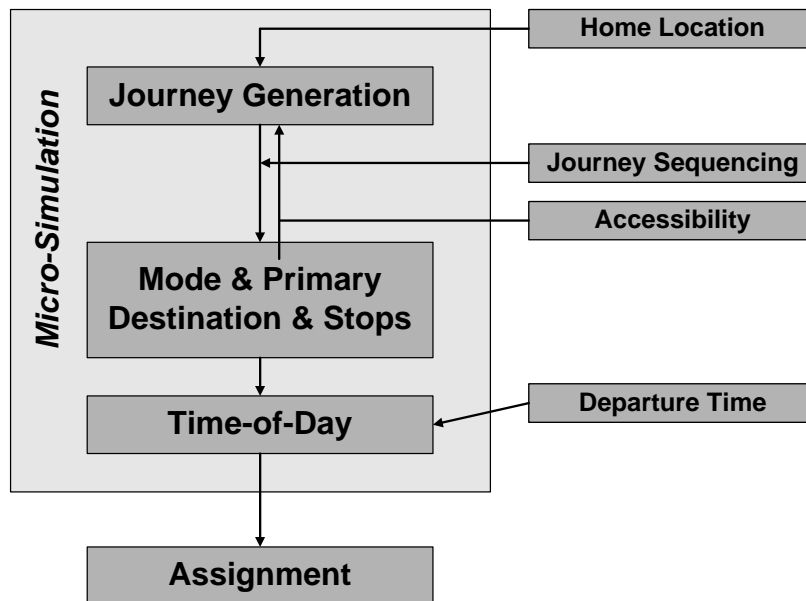 Home Location
Journey Generation
Journey Sequencing
Accessibility
Micro-Simulation
Mode & Primary
Destination & Stops
Departure Time
Time-of-Day
Assignment